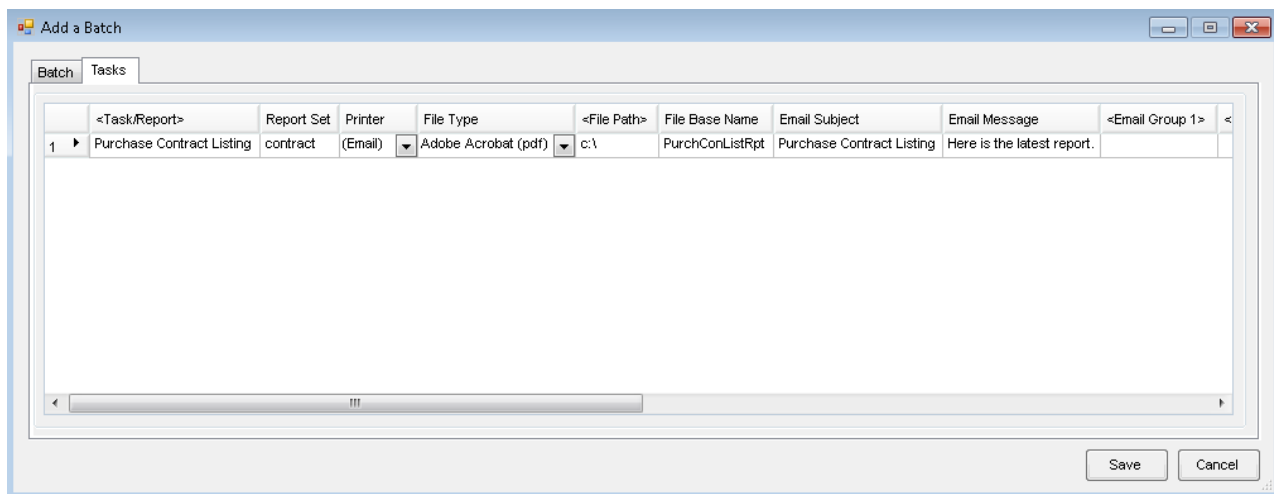 Add a Batch
Batch Tasks
<Task/Report> Report Set Printer File Type <File Path> File Base Name Email Subject Email Message <Email Group 1> <
1 Purchase Contract Listing contract (Email) Adobe Acrobat (pdf) c:\ PurchConListRpt Purchase Contract Listing Here is the latest report.
Save Cancel